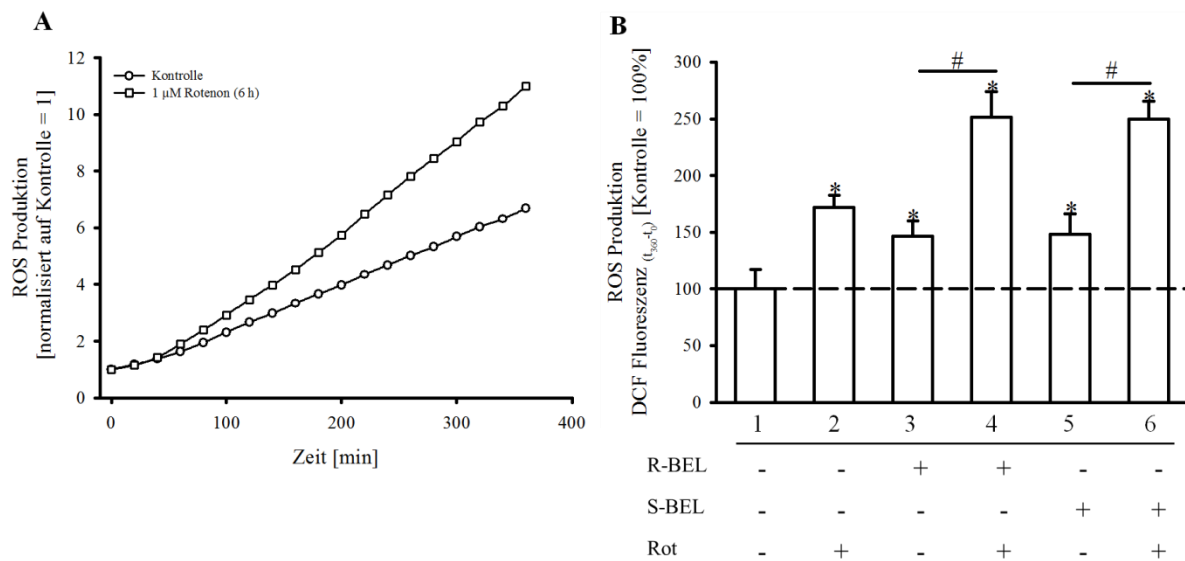 A
ROS Produktion
[normalisiert auf Kontrolle = 1]
12
10
8
6
4
2
0
Kontrolle
1 µM Rotenon (6 h)
0 100 200 300 400
Zeit [min]
B
ROS Produktion
DCF Fluoreszenz (t360-t0) [Kontrolle = 100%]
300
250
200
150
100
50
0
# #
* * * * *
1 2 3 4 5 6
R-BEL - - + + - -
S-BEL - - - - + +
Rot - + - + - +